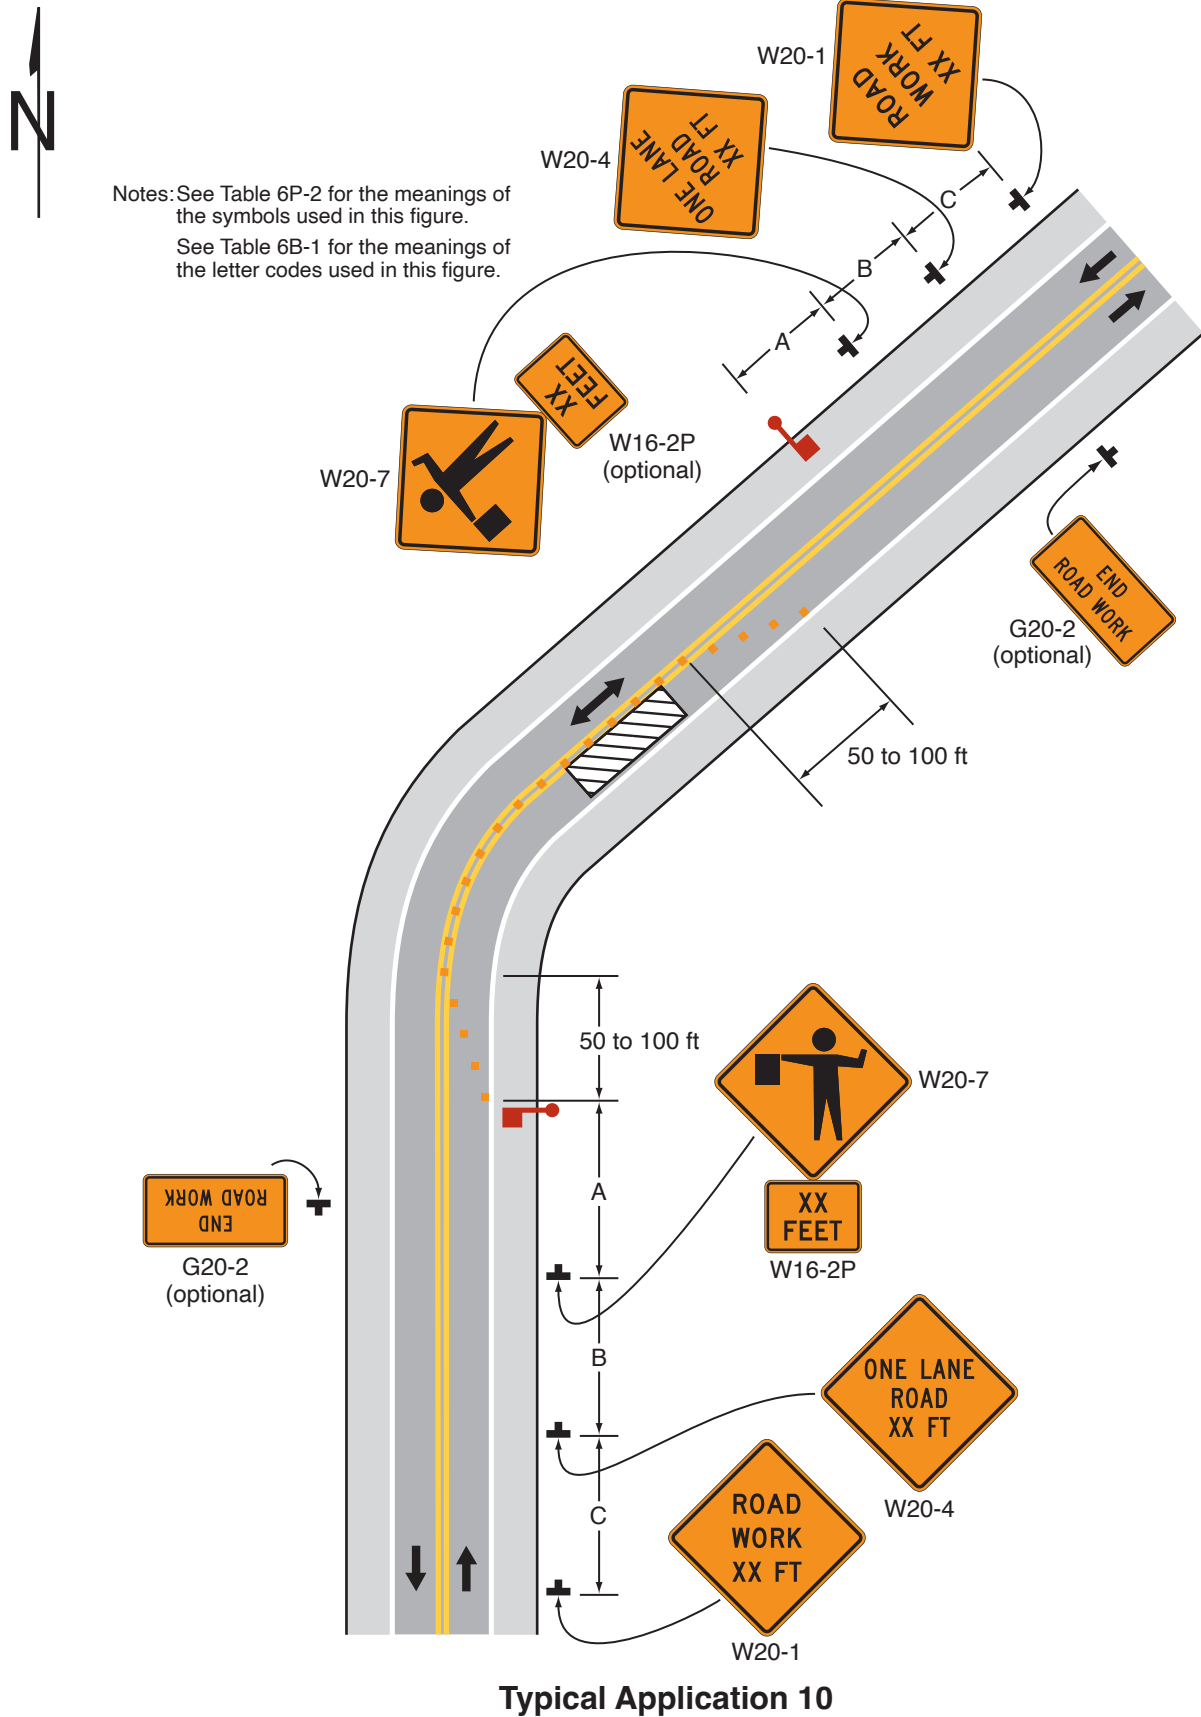 N
W20-1
ROAD
WORK
XX FT
W20-4
ONE LANE
ROAD
XX FT
Notes: See Table 6P-2 for the meanings of
the symbols used in this figure.
See Table 6B-1 for the meanings of
the letter codes used in this figure.
C
B
A
XX
FEET
W16-2P
(optional)
W20-7
END
ROAD WORK
G20-2
(optional)
50 to 100 ft
50 to 100 ft
W20-7
A
END
ROAD WORK
G20-2
(optional)
XX
FEET
W16-2P
B
ONE LANE
ROAD
XX FT
W20-4
C
ROAD
WORK
XX FT
W20-1
Typical Application 10